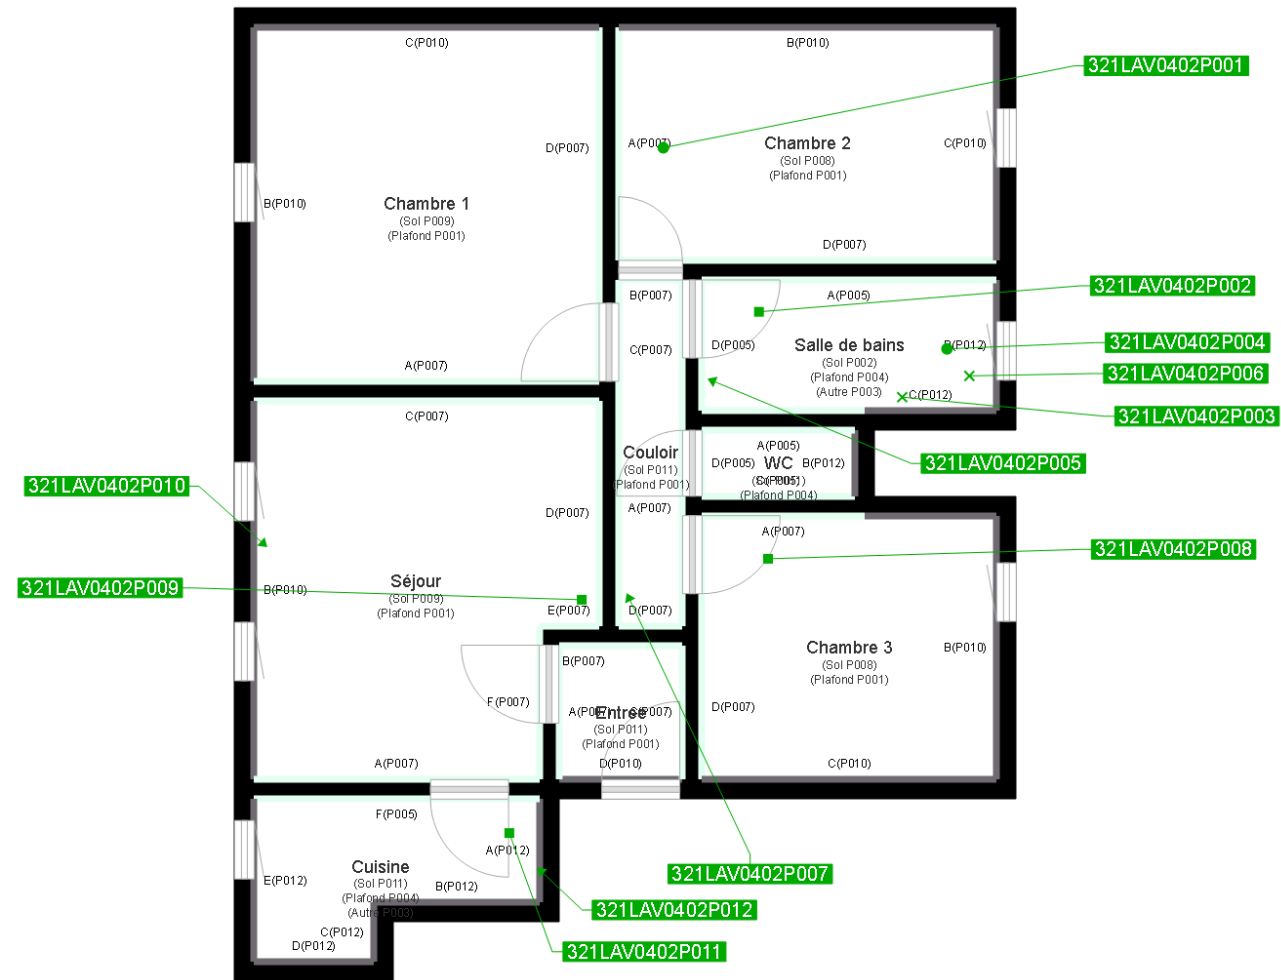 C(P010)
B(P010)
321LAV0402P001
A(P007)
D(P007)
Chambre 2
(Sol P008)
(Plafond P001)
C(P010)
Chambre 1
(Sol P009)
(Plafond P001)
B(P010)
D(P007)
A(P007)
B(P007)
C(P007)
A(P005)
321LAV0402P002
D(P005)
Salle de bains
(Sol P002)
(Plafond P004)
(Autre P003)
B(P012)
321LAV0402P004
321LAV0402P006
C(P012)
321LAV0402P003
C(P007)
Couloir
(Sol P011)
(Plafond P001)
A(P005)
D(P005)
WC
B(P012)
C(P005)
(Plafond P004)
321LAV0402P005
321LAV0402P010
D(P007)
A(P007)
A(P007)
321LAV0402P008
321LAV0402P009
B(P010)
Séjour
(Sol P009)
(Plafond P001)
E(P007)
D(P007)
Chambre 3
(Sol P008)
(Plafond P001)
B(P010)
B(P007)
F(P007)
A(P007)
Entrée
C(P007)
(Sol P011)
(Plafond P001)
D(P007)
A(P007)
D(P010)
C(P010)
F(P005)
A(P012)
321LAV0402P007
Cuisine
(Sol P011)
(Plafond P004)
(Autre P003)
E(P012)
B(P012)
321LAV0402P012
C(P012)
D(P012)
321LAV0402P011